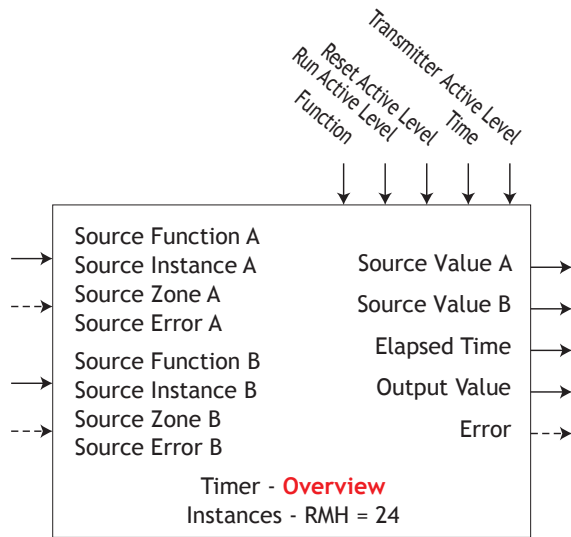 Function
Run Active Level
Reset Active Level
Time
Transmitter Active Level
Source Function A
Source Instance A
Source Zone A
Source Error A
Source Function B
Source Instance B
Source Zone B
Source Error B
Source Value A
Source Value B
Elapsed Time
Output Value
Error
Timer - Overview
Instances - RMH = 24